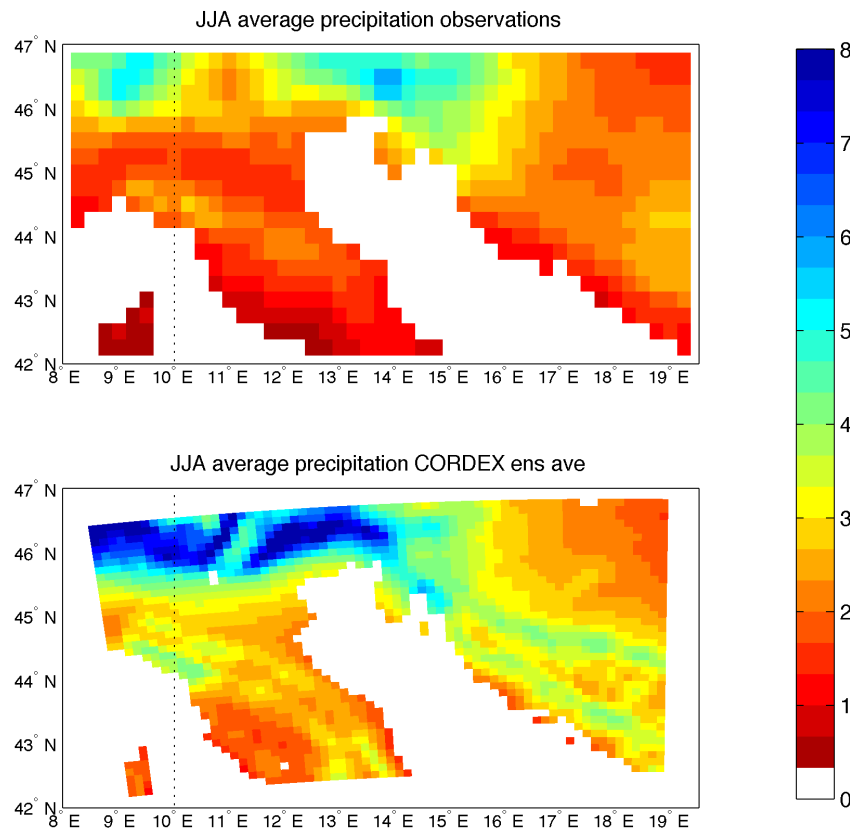 JJA average precipitation observations
47° N
46° N
45° N
44° N
43° N
42° N
8° E 9° E 10° E 11° E 12° E 13° E 14° E 15° E 16° E 17° E 18° E 19° E
JJA average precipitation CORDEX ens ave
47° N
46° N
45° N
44° N
43° N
42° N
8° E 9° E 10° E 11° E 12° E 13° E 14° E 15° E 16° E 17° E 18° E 19° E
8
7
6
5
4
3
2
1
0